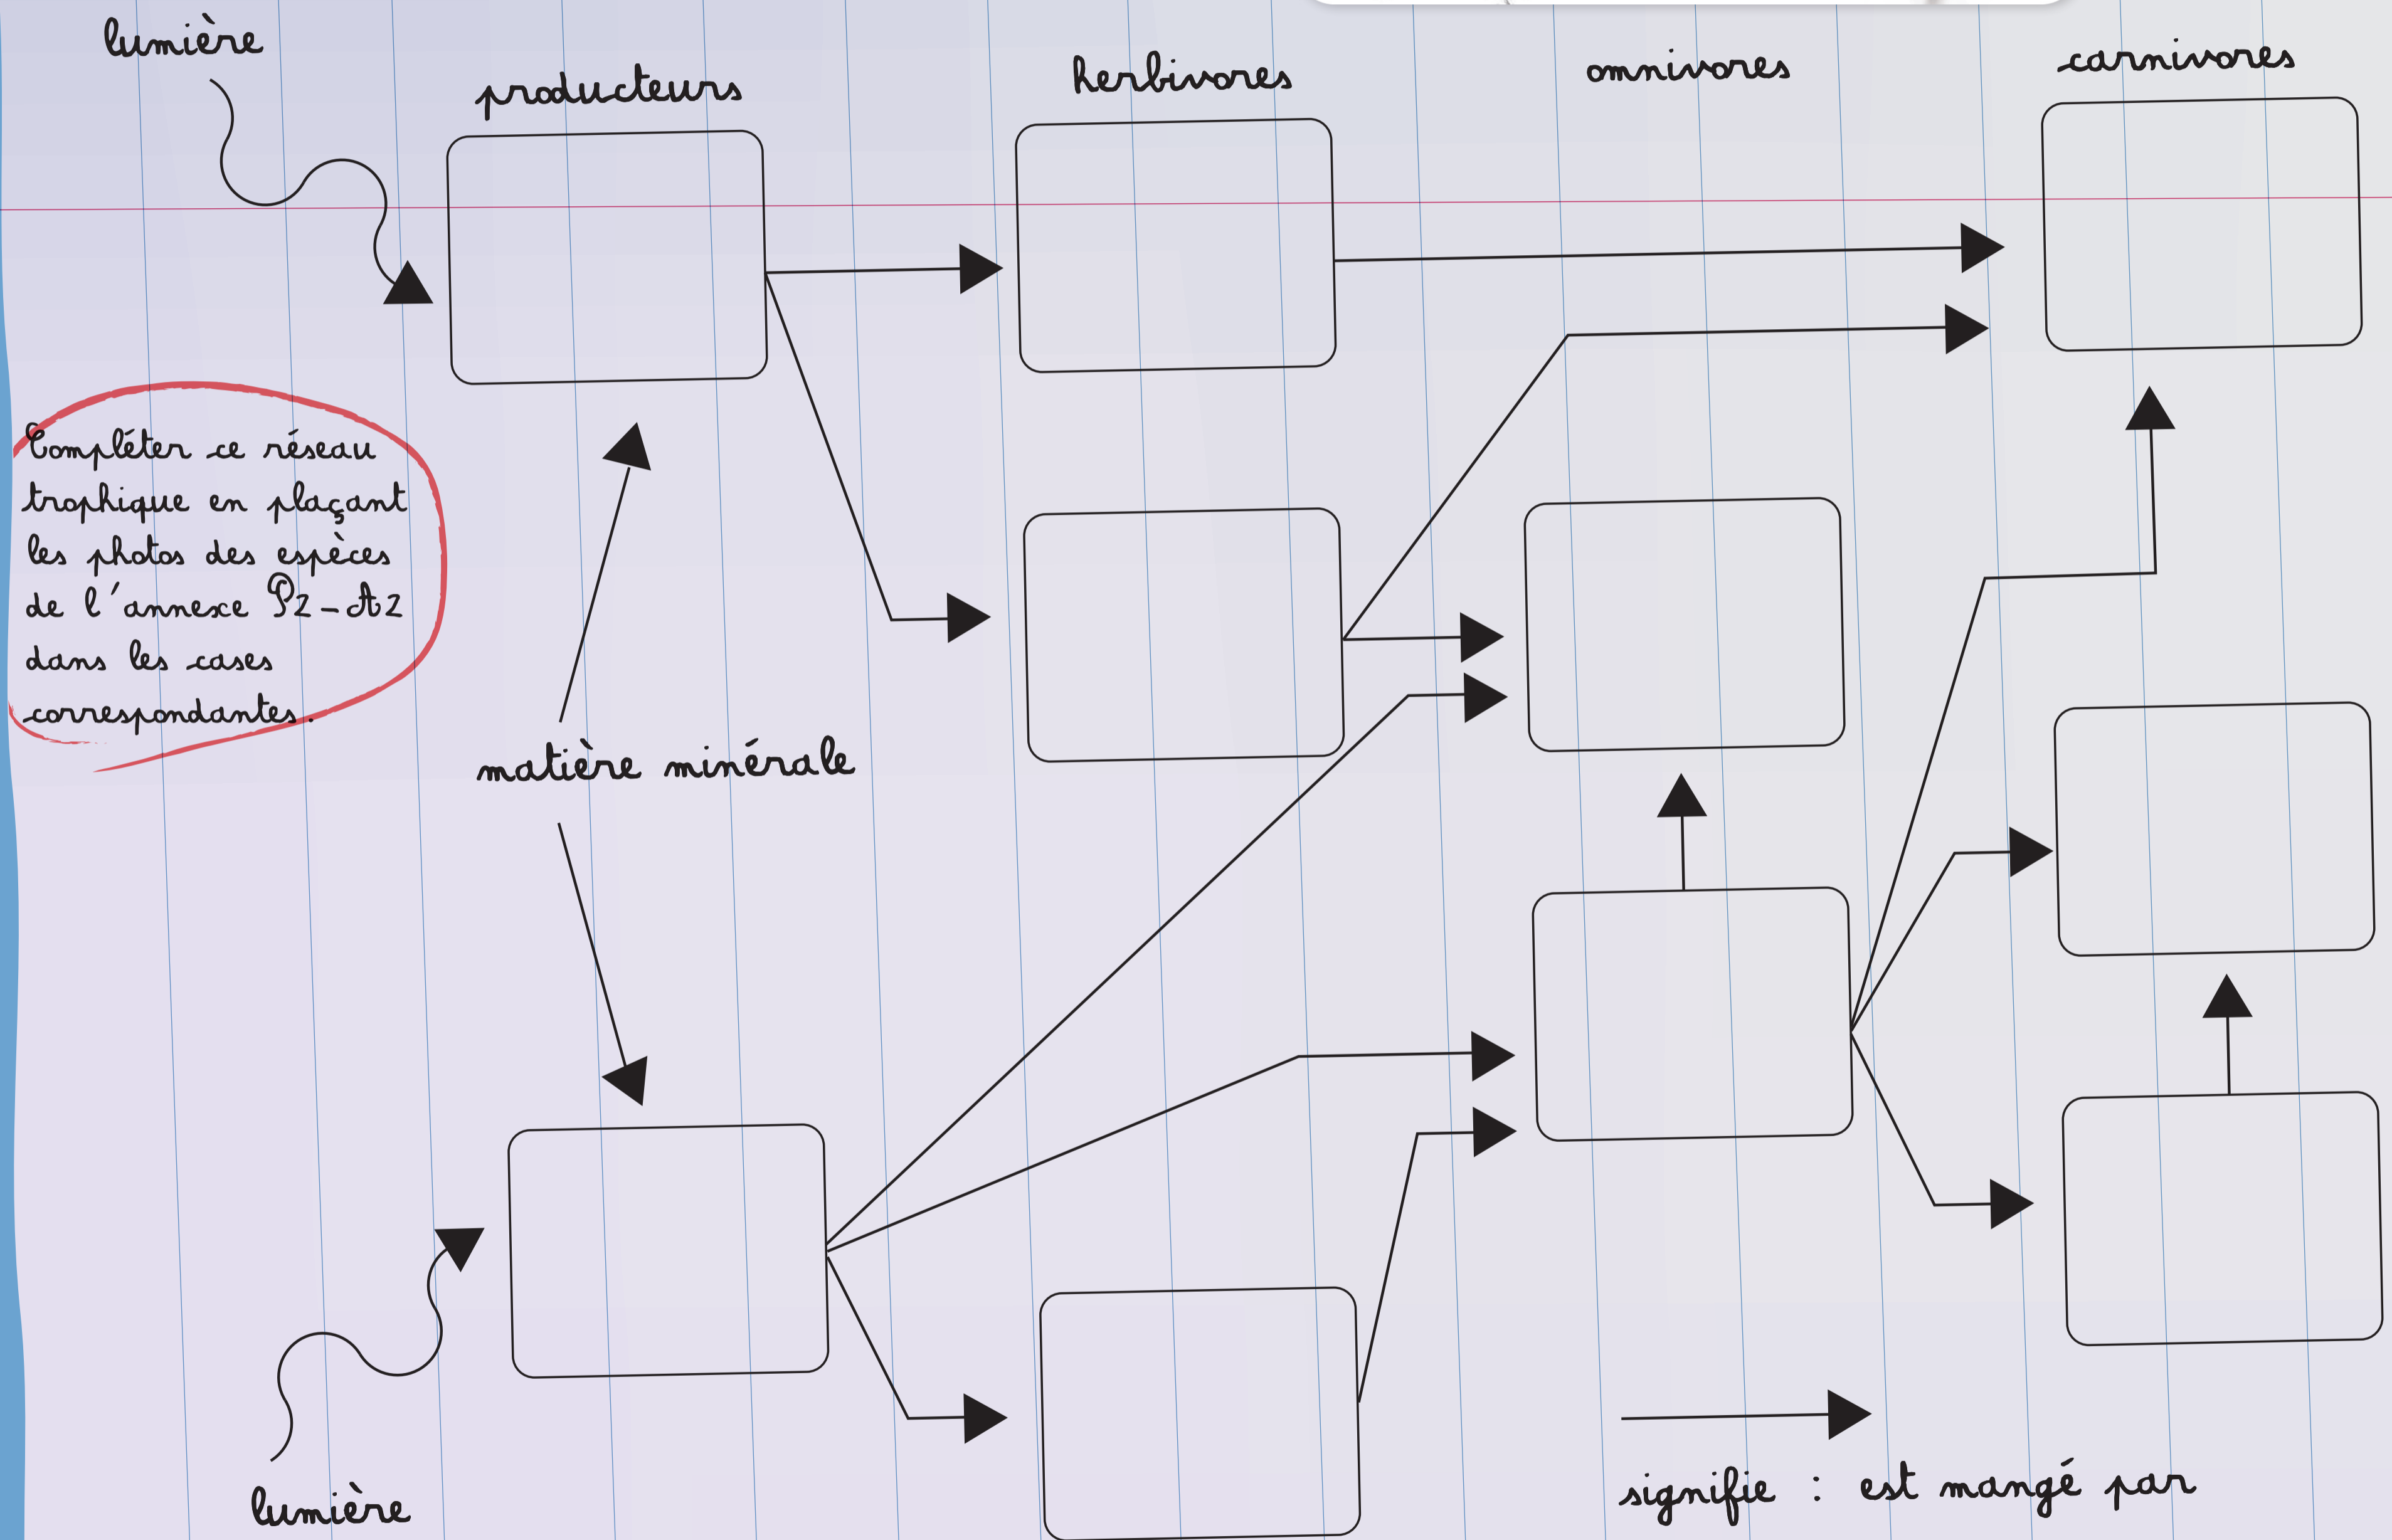 lumière
producteurs
herbivores
omnivores
carnivores
Compléter ce réseau
trophique en plaçant
les photos des espèces
de l'annexe P2-A2
dans les cases
correspondantes.
matière minérale
lumière
signifie : est mangé par